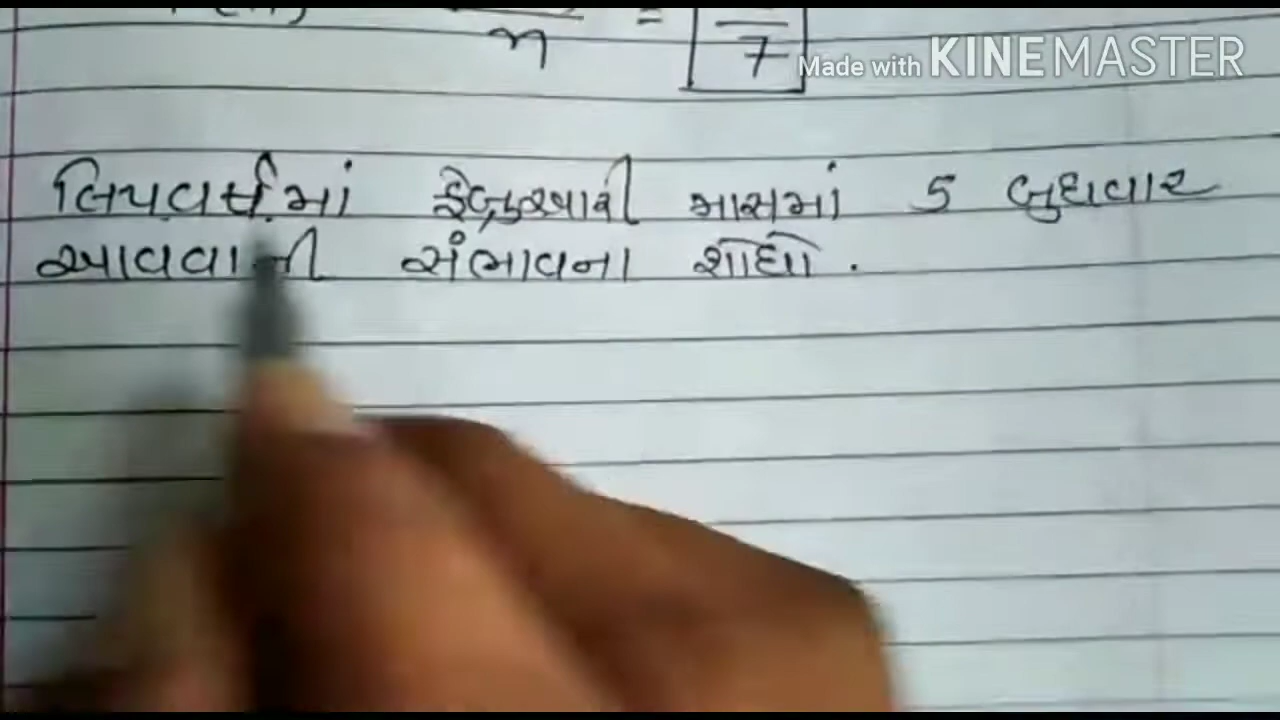 n = 7
Made with KINEMASTER
લિપવર્ષમાં ફેબ્રુઆરી માસમાં 5 બુધવાર
આવવાની સંભાવના શોધો.